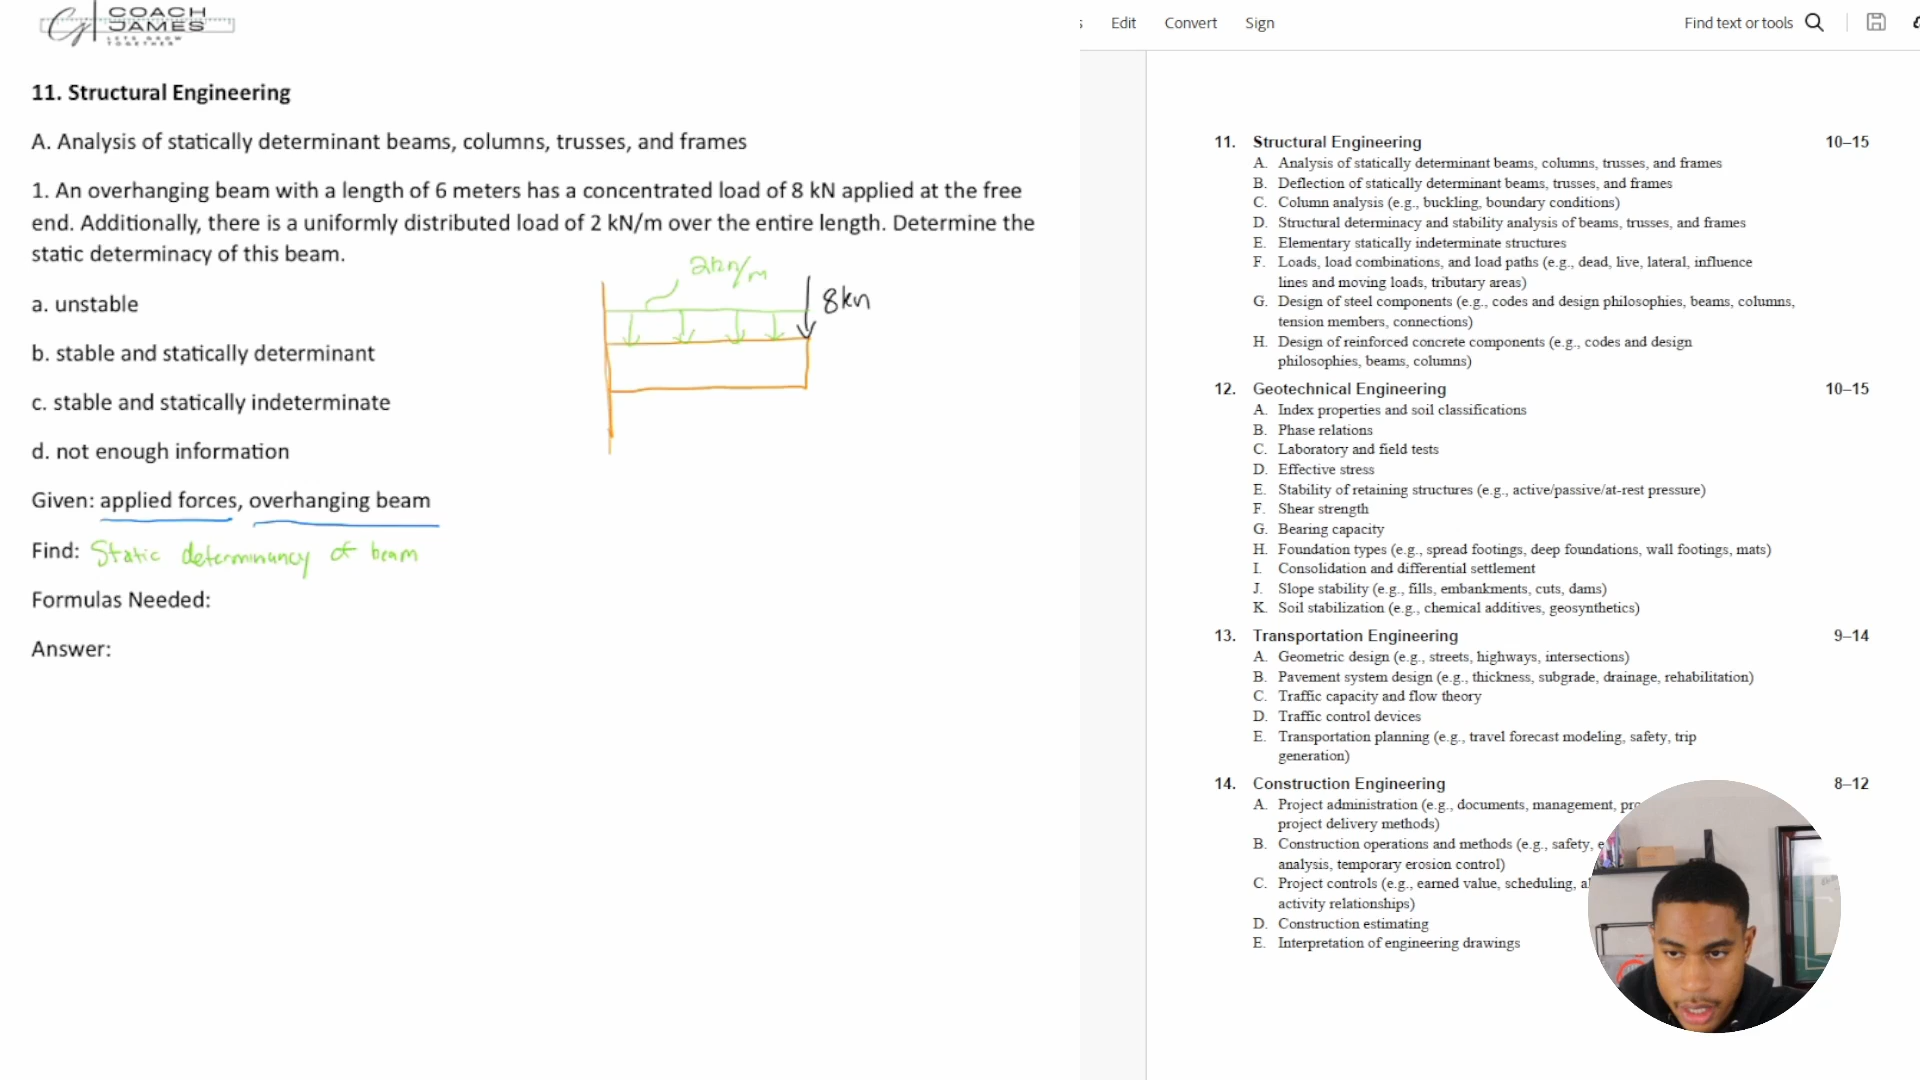 COACH
JAMES
LETS GROW
TOGETHER
11. Structural Engineering
A. Analysis of statically determinant beams, columns, trusses, and frames
1. An overhanging beam with a length of 6 meters has a concentrated load of 8 kN applied at the free
end. Additionally, there is a uniformly distributed load of 2 kN/m over the entire length. Determine the
static determinacy of this beam.
2kn/m
8kn
a. unstable
b. stable and statically determinant
c. stable and statically indeterminate
d. not enough information
Given: applied forces, overhanging beam
Find: Static determinancy of beam
Formulas Needed:
Answer:
Edit Convert Sign Find text or tools
11. Structural Engineering 10–15
A. Analysis of statically determinant beams, columns, trusses, and frames
B. Deflection of statically determinant beams, trusses, and frames
C. Column analysis (e.g., buckling, boundary conditions)
D. Structural determinacy and stability analysis of beams, trusses, and frames
E. Elementary statically indeterminate structures
F. Loads, load combinations, and load paths (e.g., dead, live, lateral, influence
lines and moving loads, tributary areas)
G. Design of steel components (e.g., codes and design philosophies, beams, columns,
tension members, connections)
H. Design of reinforced concrete components (e.g., codes and design
philosophies, beams, columns)
12. Geotechnical Engineering 10–15
A. Index properties and soil classifications
B. Phase relations
C. Laboratory and field tests
D. Effective stress
E. Stability of retaining structures (e.g., active/passive/at-rest pressure)
F. Shear strength
G. Bearing capacity
H. Foundation types (e.g., spread footings, deep foundations, wall footings, mats)
I. Consolidation and differential settlement
J. Slope stability (e.g., fills, embankments, cuts, dams)
K. Soil stabilization (e.g., chemical additives, geosynthetics)
13. Transportation Engineering 9–14
A. Geometric design (e.g., streets, highways, intersections)
B. Pavement system design (e.g., thickness, subgrade, drainage, rehabilitation)
C. Traffic capacity and flow theory
D. Traffic control devices
E. Transportation planning (e.g., travel forecast modeling, safety, trip
generation)
14. Construction Engineering 8–12
A. Project administration (e.g., documents, management,
project delivery methods)
B. Construction operations and methods (e.g., safety,
analysis, temporary erosion control)
C. Project controls (e.g., earned value, scheduling,
activity relationships)
D. Construction estimating
E. Interpretation of engineering drawings